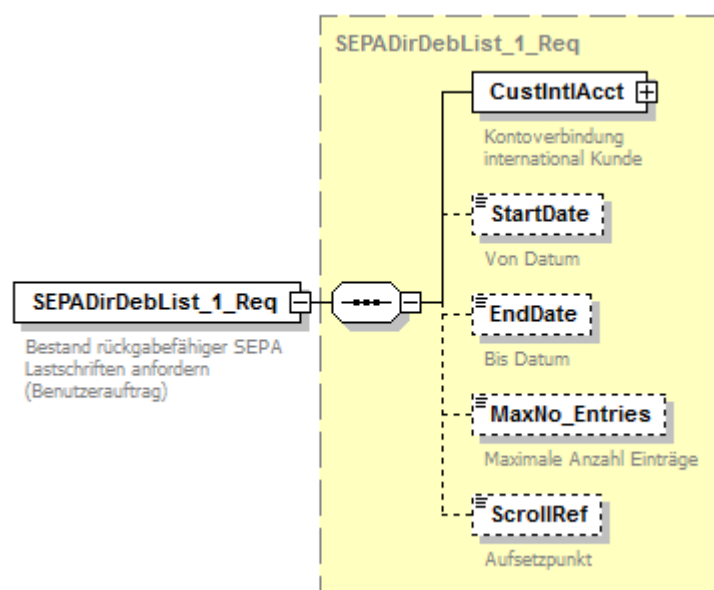 SEPADirDebList_1_Req
CustIntlAcct
Kontoverbindung
international Kunde
StartDate
Von Datum
SEPADirDebList_1_Req
Bestand rückgabefähiger SEPA
Lastschriften anfordern
(Benutzerauftrag)
EndDate
Bis Datum
MaxNo_Entries
Maximale Anzahl Einträge
ScrollRef
Aufsetzpunkt